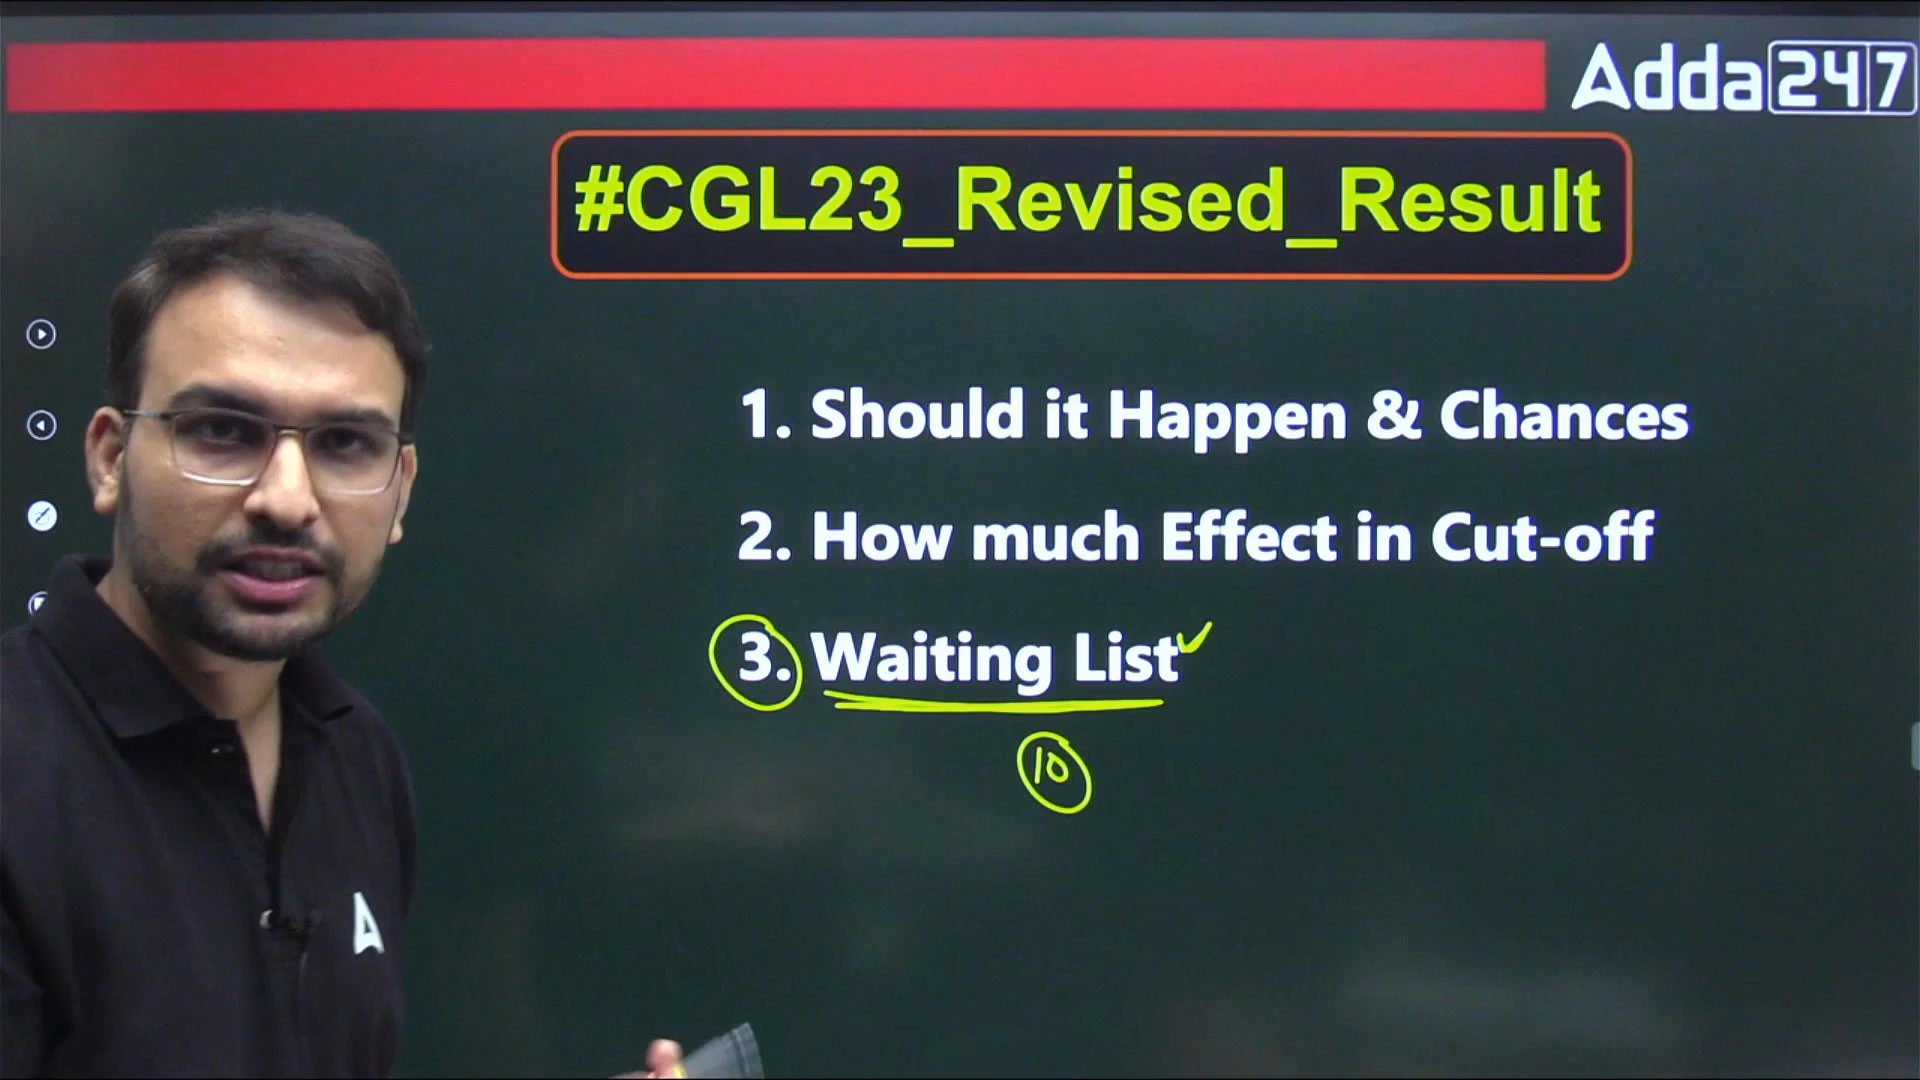 Adda247
#CGL23_Revised_Result
1. Should it Happen & Chances
2. How much Effect in Cut-off
3. Waiting List
10